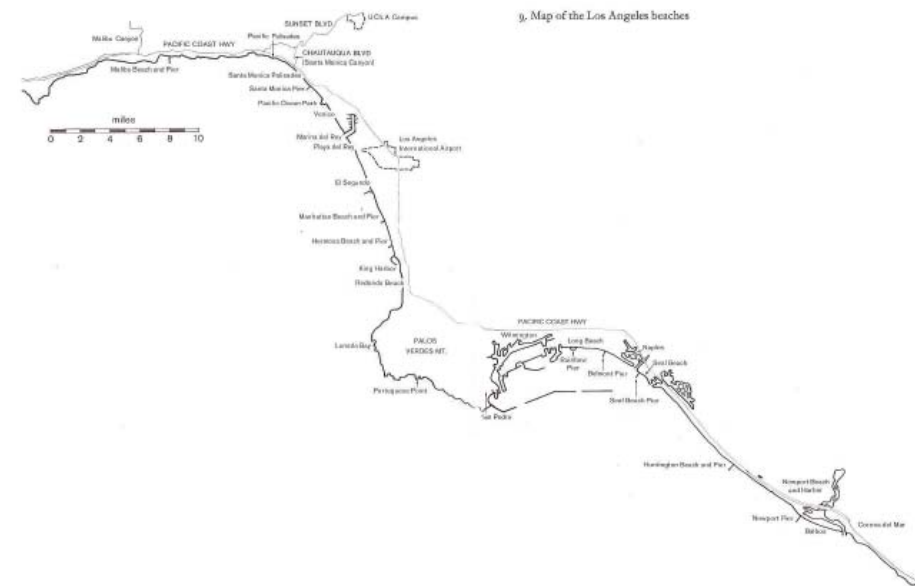 9. Map of the Los Angeles beaches
UCLA Campus
SUNSET BLVD
Pacific Palisades
Malibu Canyon
PACIFIC COAST HWY
CHAUTAUQUA BLVD
(Santa Monica Canyon)
Malibu Beach and Pier
Santa Monica Palisades
Santa Monica Pier
Pacific Ocean Park
Venice
miles
0 2 4 6 8 10
Marina del Rey
Playa del Rey
Los Angeles
International Airport
El Segundo
Manhattan Beach and Pier
Hermosa Beach and Pier
King Harbor
Redondo Beach
PACIFIC COAST HWY
Wilmington
Long Beach
Naples
Lunada Bay
PALOS
VERDES MT.
Rainbow
Pier
Seal Beach
Belmont Pier
Portuguese Point
Seal Beach Pier
San Pedro
Huntington Beach and Pier
Newport Beach
and Harbor
Newport Pier
Balboa
Corona del Mar